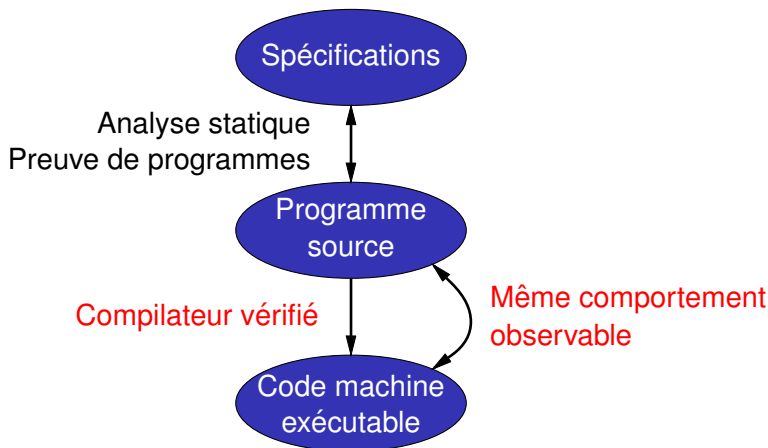 Spécifications
Analyse statique
Preuve de programmes
Programme
source
Compilateur vérifié
Même comportement
observable
Code machine
exécutable